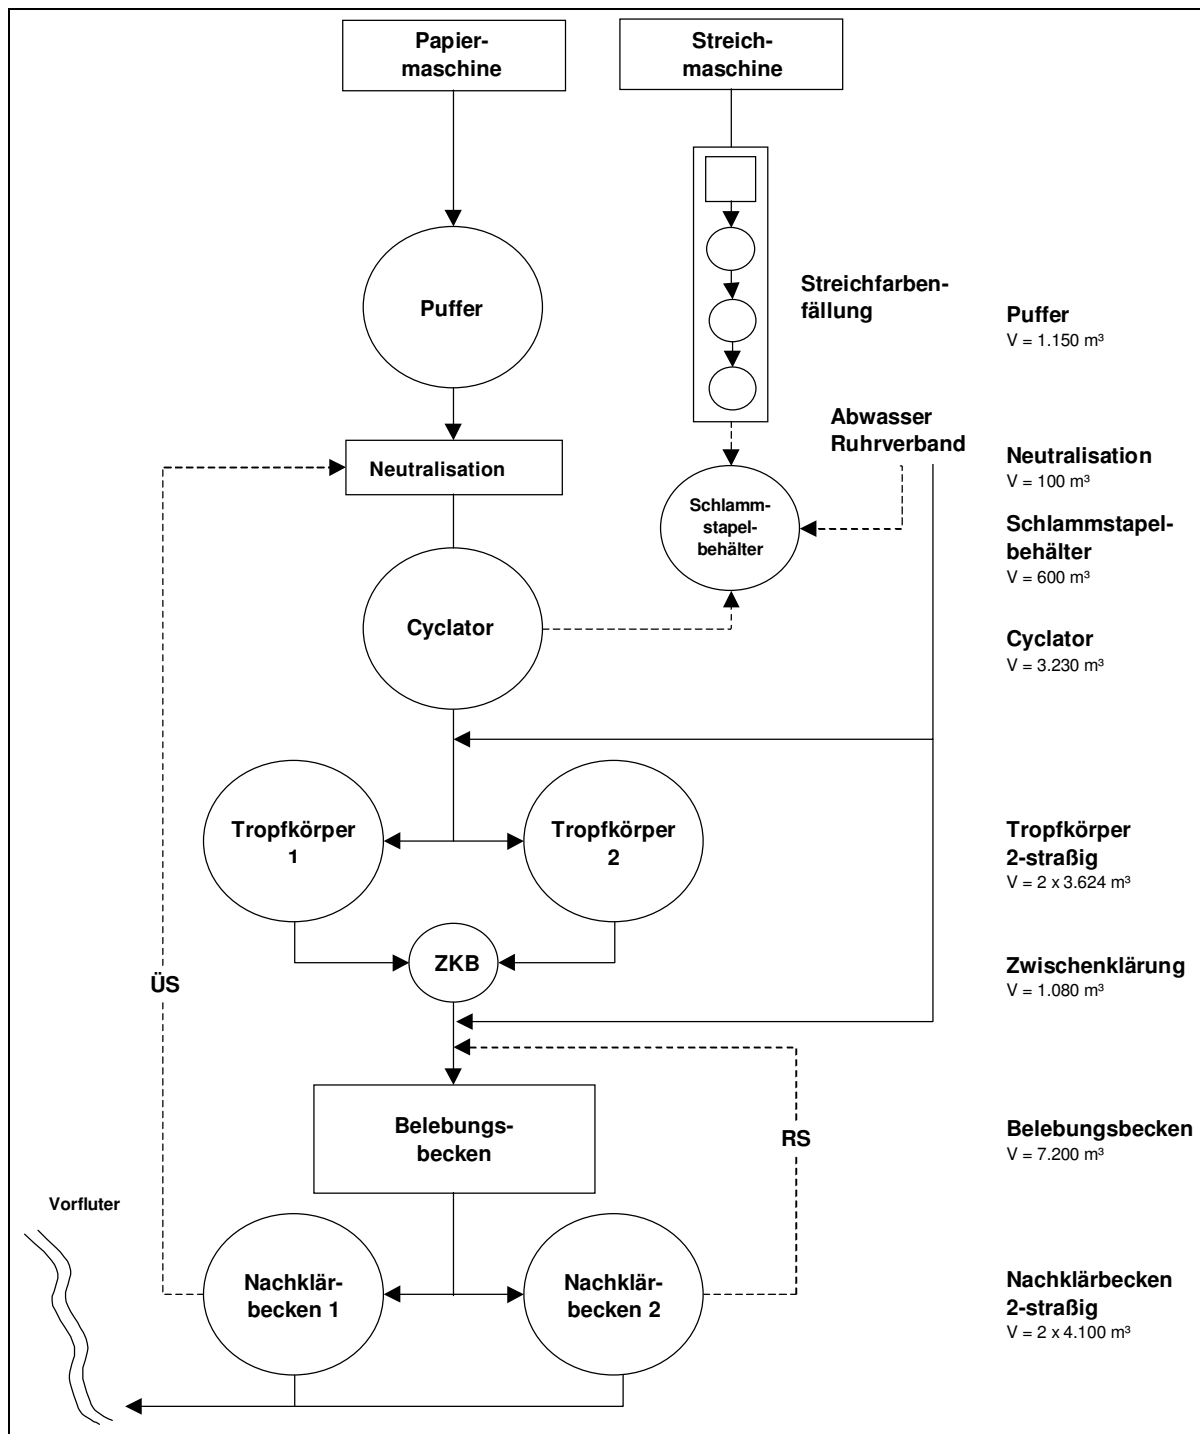 Papier-
maschine
Streich-
maschine
Puffer
Streichfarben-
fällung
Puffer
V = 1.150 m³
Abwasser
Ruhrverband
Neutralisation
Neutralisation
V = 100 m³
Schlamm-
stapel-
behälter
Schlammstapel-
behälter
V = 600 m³
Cyclator
Cyclator
V = 3.230 m³
Tropfkörper
1
Tropfkörper
2
Tropfkörper
2-straßig
V = 2 x 3.624 m³
ZKB
Zwischenklärung
V = 1.080 m³
ÜS
Belebungs-
becken
RS
Belebungsbecken
V = 7.200 m³
Vorfluter
Nachklär-
becken 1
Nachklär-
becken 2
Nachklärbecken
2-straßig
V = 2 x 4.100 m³